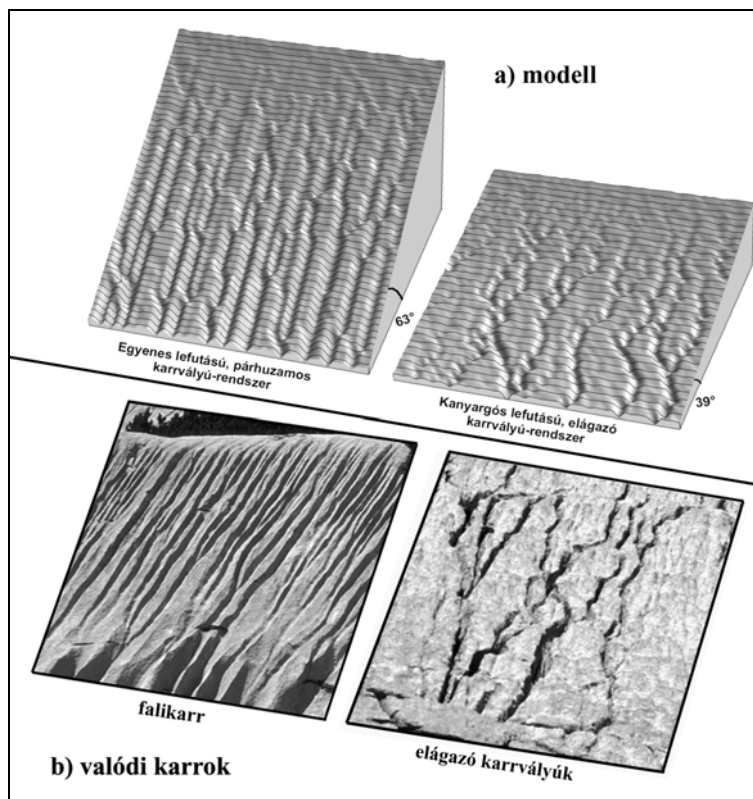 a) modell
63°
Egyenes lefutású, párhuzamos
karrvályú-rendszer
39°
Kanyargós lefutású, elágazó
karrvályú-rendszer
falikarr
elágazó karrvályúk
b) valódi karrok